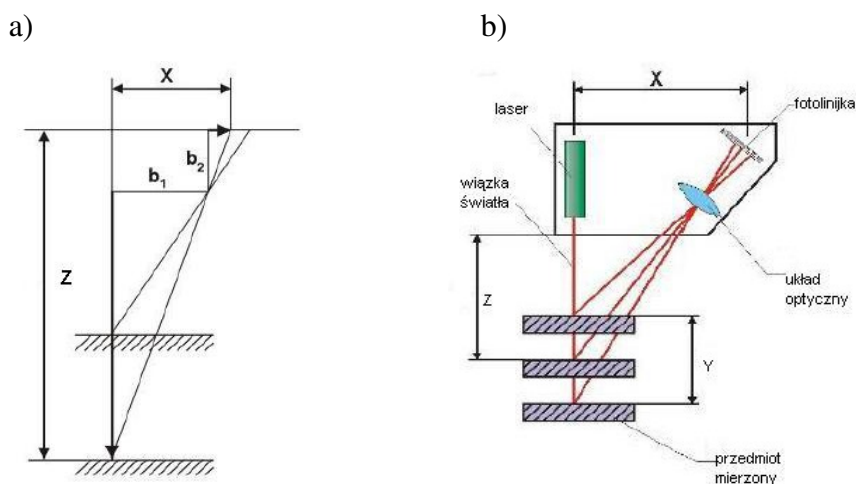 a)
b)
X
b₂
b₁
Z
X
laser
fotolinijka
wiązka
światła
układ
optyczny
Z
Y
przedmiot
mierzony